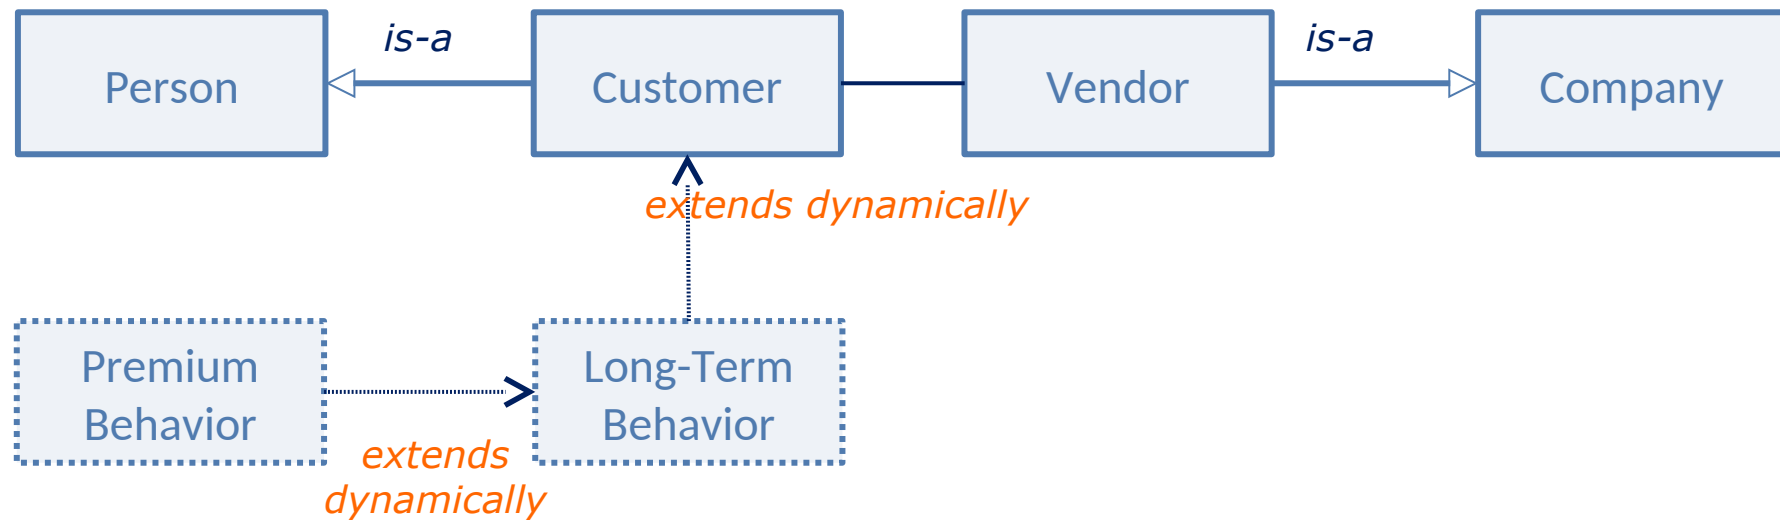 Person
is-a
Customer
Vendor
is-a
Company
extends dynamically
Premium
Behavior
Long-Term
Behavior
extends
dynamically